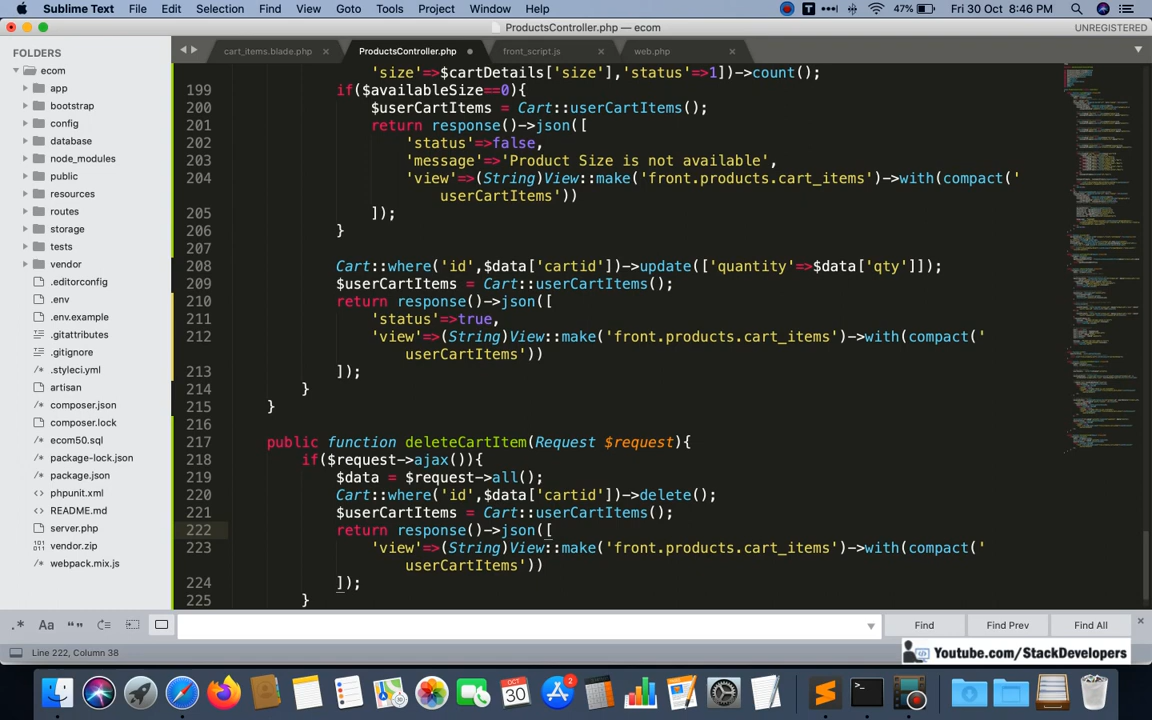 Sublime Text File Edit Selection Find View Goto Tools Project Window Help 47% Fri 30 Oct 8:46 PM
ProductsController.php — ecom UNREGISTERED
FOLDERS
ecom
app
bootstrap
config
database
node_modules
public
resources
routes
storage
tests
vendor
.editorconfig
.env
.env.example
.gitattributes
.gitignore
.styleci.yml
artisan
composer.json
composer.lock
ecom50.sql
package-lock.json
package.json
phpunit.xml
README.md
server.php
vendor.zip
webpack.mix.js
cart_items.blade.php ProductsController.php front_script.js web.php
'size'=>$cartDetails['size'],'status'=>1])->count();
199 if($availableSize==0){
200 $userCartItems = Cart::userCartItems();
201 return response()->json([
202 'status'=>false,
203 'message'=>'Product Size is not available',
204 'view'=>(String)View::make('front.products.cart_items')->with(compact('
userCartItems'))
205 ]);
206 }
207
208 Cart::where('id',$data['cartid'])->update(['quantity'=>$data['qty']]);
209 $userCartItems = Cart::userCartItems();
210 return response()->json([
211 'status'=>true,
212 'view'=>(String)View::make('front.products.cart_items')->with(compact('
userCartItems'))
213 ]);
214 }
215 }
216
217 public function deleteCartItem(Request $request){
218 if($request->ajax()){
219 $data = $request->all();
220 Cart::where('id',$data['cartid'])->delete();
221 $userCartItems = Cart::userCartItems();
222 return response()->json([
223 'view'=>(String)View::make('front.products.cart_items')->with(compact('
userCartItems'))
224 ]);
225 }
.* Aa Find Find Prev Find All
Line 222, Column 38
Youtube.com/StackDevelopers
OCT
30
2